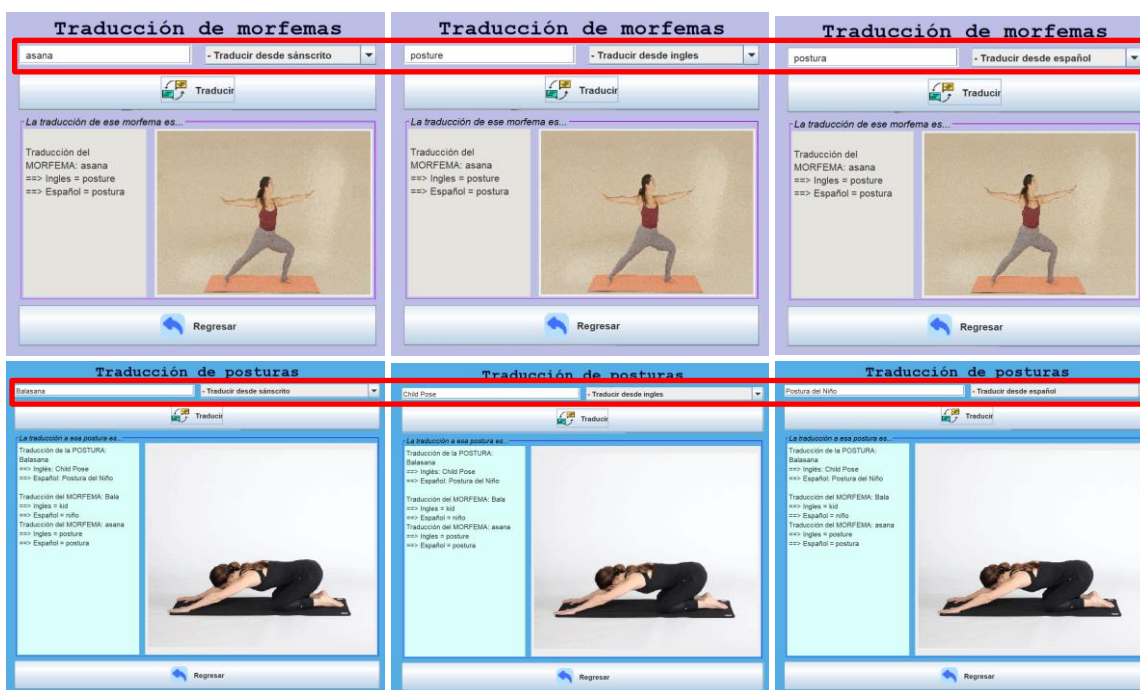 Traducción de morfemas
asana
- Traducir desde sánscrito
Traducir
La traducción de ese morfema es...
Traducción del
MORFEMA: asana
==> Ingles = posture
==> Español = postura
Regresar
Traducción de morfemas
posture
- Traducir desde ingles
Traducir
La traducción de ese morfema es...
Traducción del
MORFEMA: asana
==> Ingles = posture
==> Español = postura
Regresar
Traducción de morfemas
postura
- Traducir desde español
Traducir
La traducción de ese morfema es...
Traducción del
MORFEMA: asana
==> Ingles = posture
==> Español = postura
Regresar
Traducción de posturas
Balasana
- Traducir desde sánscrito
Traducir
La traducción a esa postura es...
Traducción de la POSTURA:
Balasana
==> Inglés: Child Pose
==> Español: Postura del Niño
Traducción del MORFEMA: Bala
==> Ingles = kid
==> Español = niño
Traducción del MORFEMA: asana
==> Ingles = posture
==> Español = postura
Regresar
Traducción de posturas
Child Pose
- Traducir desde ingles
Traducir
La traducción a esa postura es...
Traducción de la POSTURA:
Balasana
==> Inglés: Child Pose
==> Español: Postura del Niño
Traducción del MORFEMA: Bala
==> Ingles = kid
==> Español = niño
Traducción del MORFEMA: asana
==> Ingles = posture
==> Español = postura
Regresar
Traducción de posturas
Postura del Niño
- Traducir desde español
Traducir
La traducción a esa postura es...
Traducción de la POSTURA:
Balasana
==> Inglés: Child Pose
==> Español: Postura del Niño
Traducción del MORFEMA: Bala
==> Ingles = kid
==> Español = niño
Traducción del MORFEMA: asana
==> Ingles = posture
==> Español = postura
Regresar